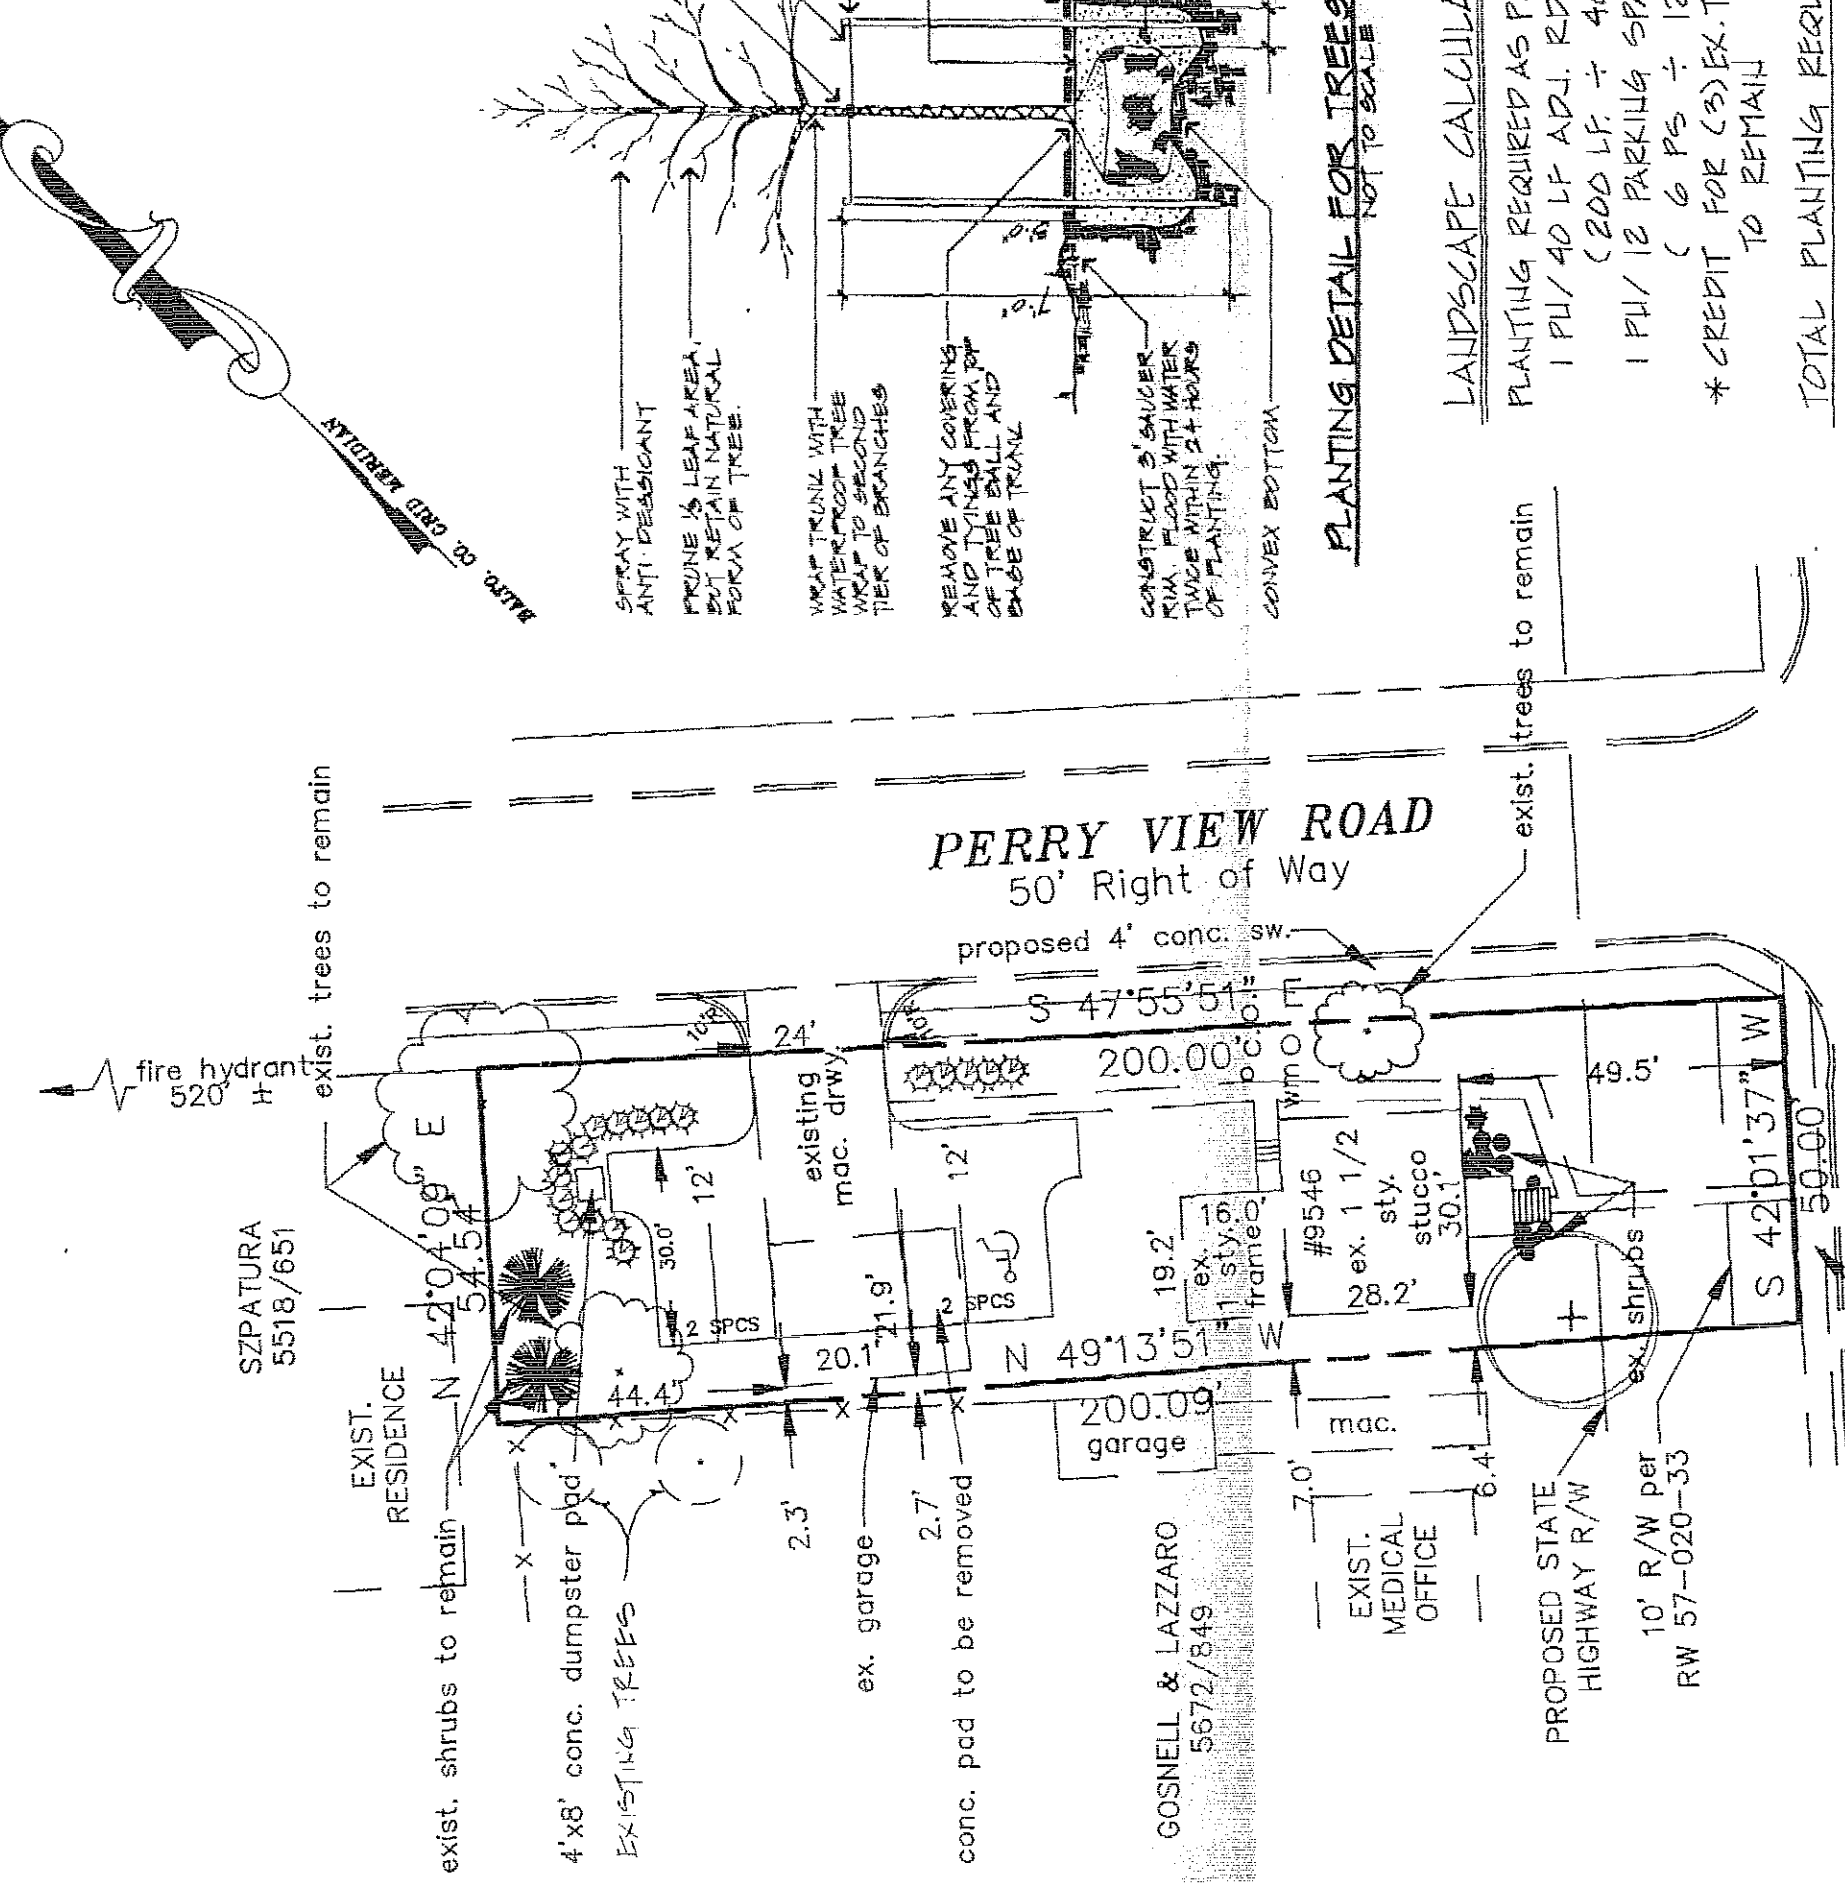 BALTO. CO. GRID MERIDIAN
SPRAY WITH
ANTI-DESSICANT
PRUNE 1/3 LEAF AREA,
BUT RETAIN NATURAL
FORM OF TREE.
WRAP TRUNK WITH
WATERPROOF TREE
WRAP TO SECOND
TIER OF BRANCHES
REMOVE ANY COVERING
AND TYINGS FROM TOP
OF TREE BALL AND
BASE OF TRUNK
CONSTRUCT 3" SAUCER
RIM. FLOOD WITH WATER
TWICE WITHIN 24 HOURS
OF PLANTING.
CONVEX BOTTOM
3'-0"
7'-0"
PLANTING DETAIL FOR TREES
NOT TO SCALE
LANDSCAPE CALCULA
PLANTING REQUIRED AS P
1 PU/40 LF ADJ. RD
(200 LF. ÷ 40
1 PU/ 12 PARKING SPA
( 6 PS ÷ 12
* CREDIT FOR (3) EX. T
TO REMAIN
TOTAL PLANTING REQU
exist. trees to remain
exist. trees to remain
PERRY VIEW ROAD
50' Right of Way
proposed 4' conc. sw.
fire hydrant
520' ±
10'R
24'
10'R
S 47°55'51" E
200.00'
p.c.o.
wmo
existing
mac. drwy.
12'
12'
30.0'
2 SPCS
2 SPCS
20.1'
21.9'
44.4'
N 49°13'51" W
200.09'
19.2'
16.
ex.
1 sty.
frame
#9546
ex. 1 1/2
sty.
stucco
30.1'
28.2'
49.5'
ex. shrubs
S 42°01'37" W
50.00'
N 42°04'09" E
54.54
SZPATURA
5518/651
EXIST.
RESIDENCE
exist. shrubs to remain
4'x8' conc. dumpster pad
EXISTING TREES
2.3'
ex. garage
2.7'
conc. pad to be removed
garage
mac.
GOSNELL & LAZZARO
5672/849
7.0'
EXIST.
MEDICAL
OFFICE
6.4'
PROPOSED STATE
HIGHWAY R/W
10' R/W per
RW 57-020-33
x
x
x
x
x
x